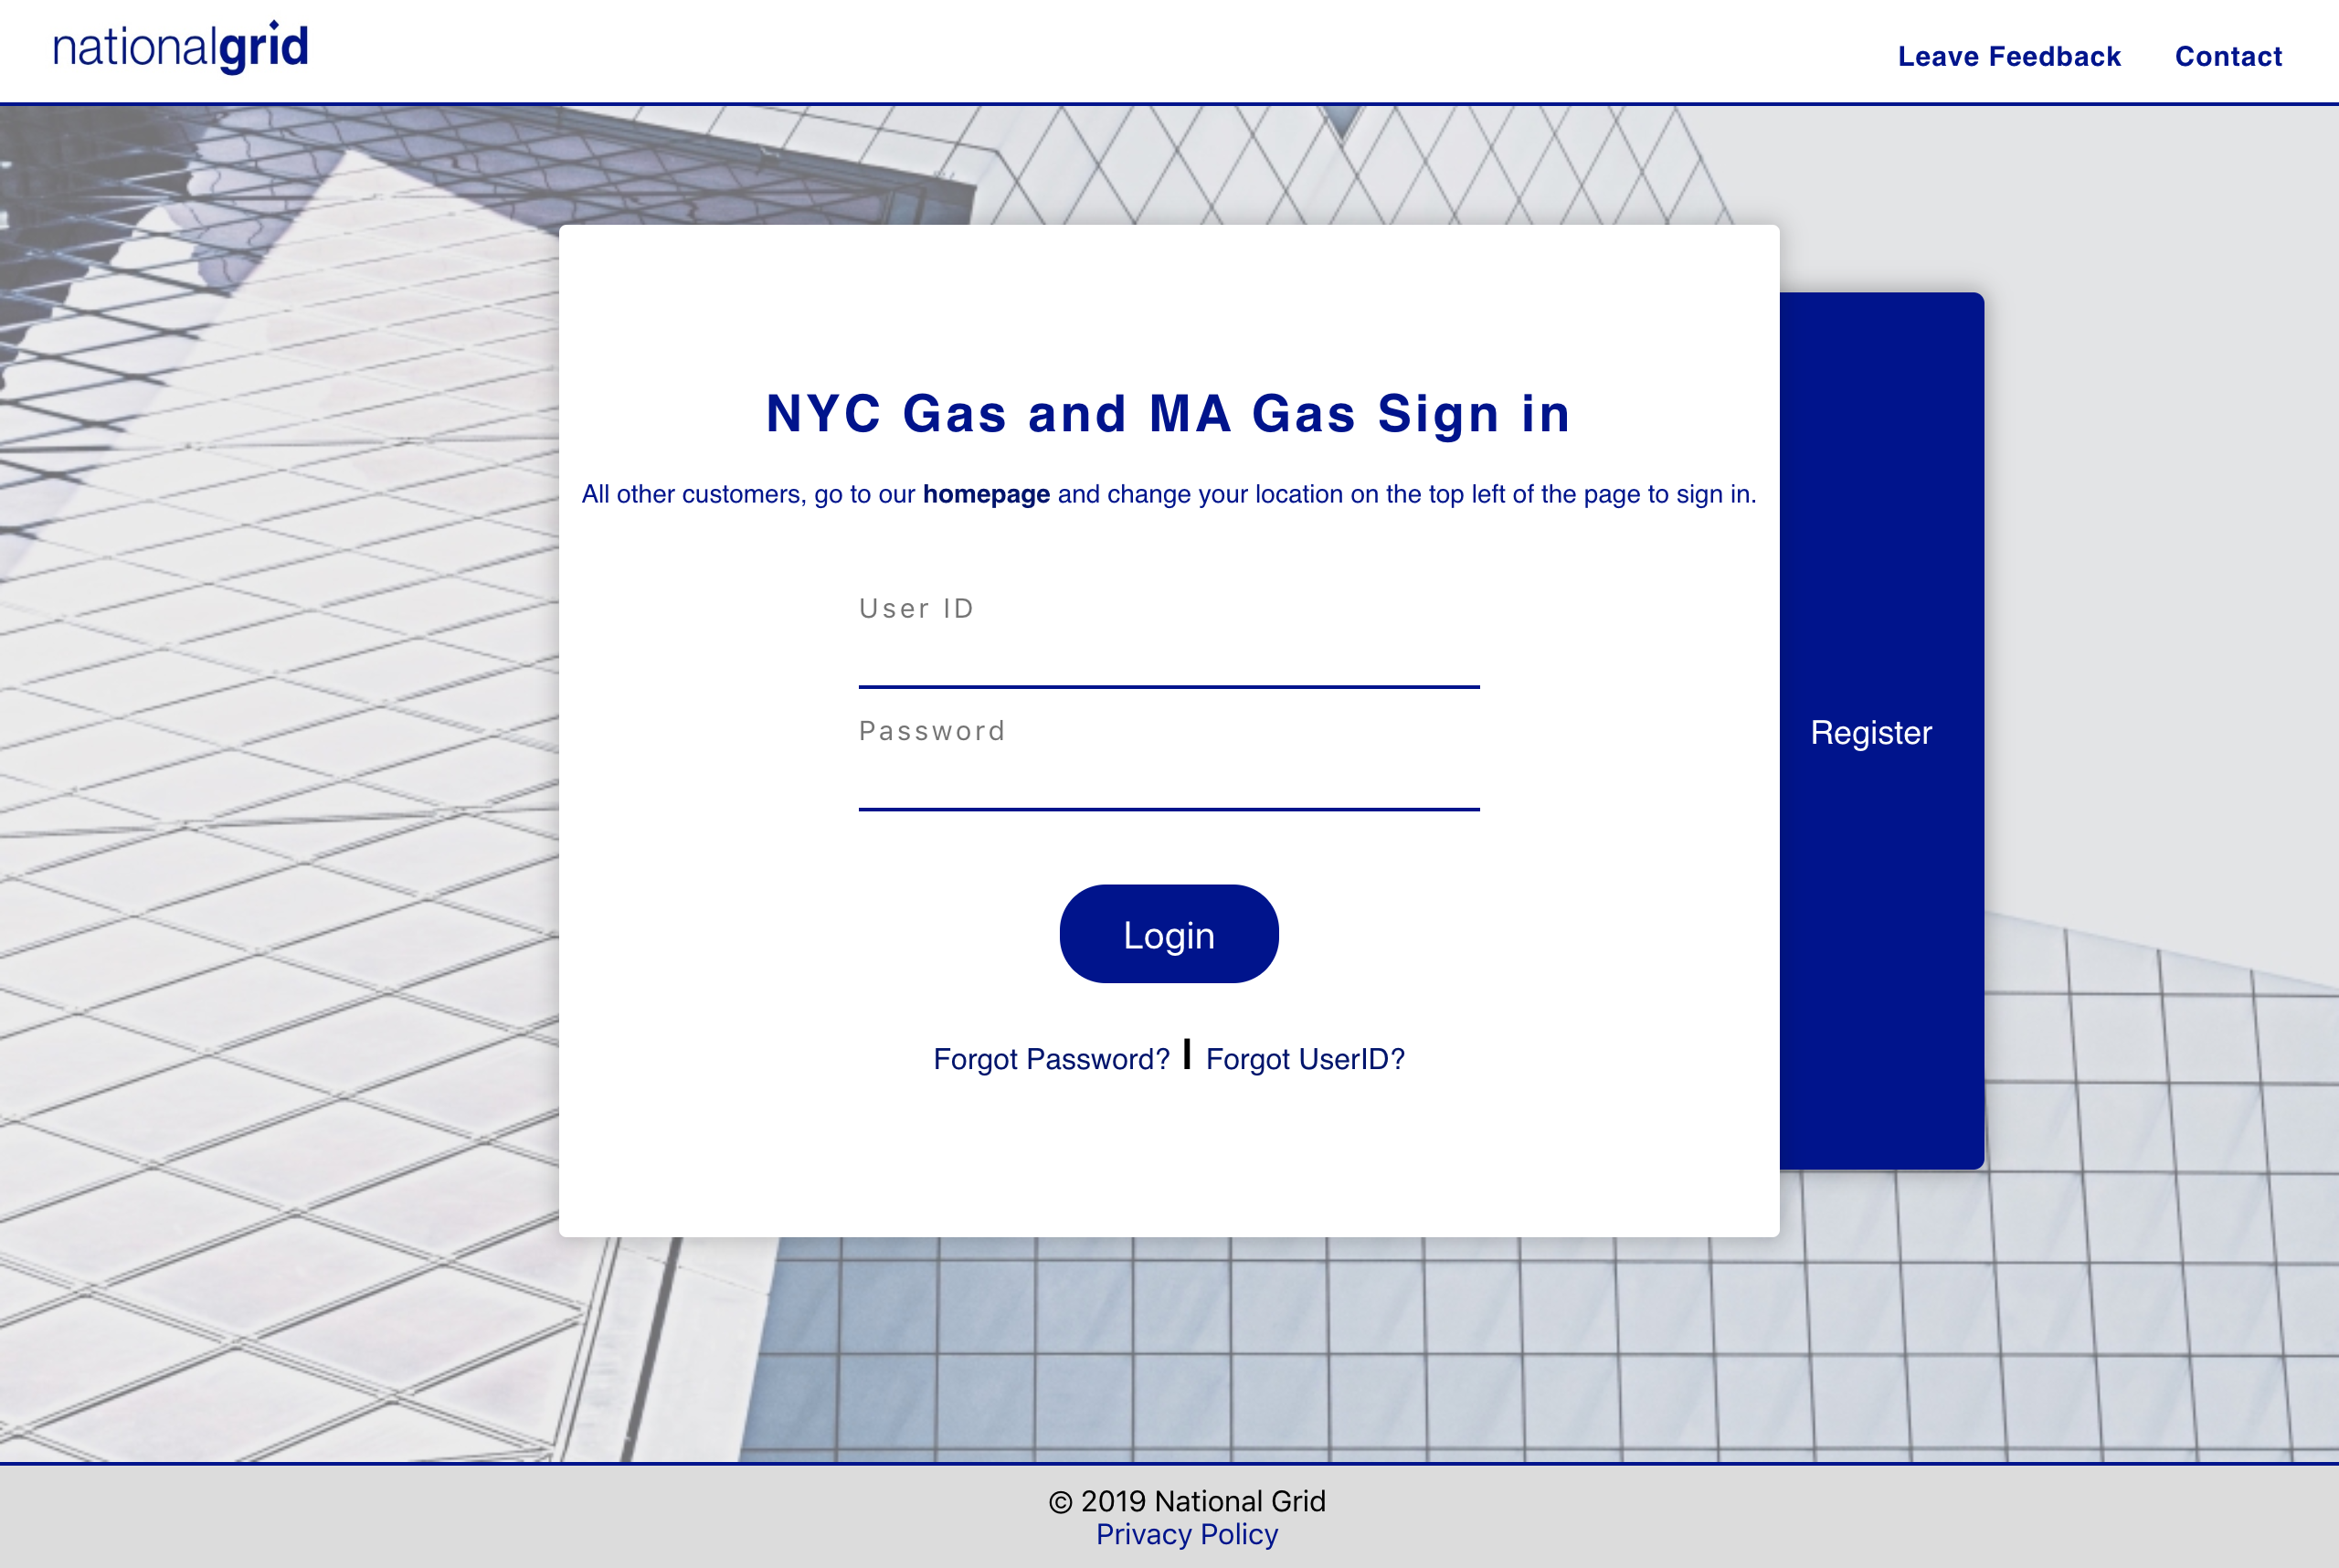 nationalgrid
Leave Feedback Contact
NYC Gas and MA Gas Sign in
All other customers, go to our homepage and change your location on the top left of the page to sign in.
User ID
Password
Register
Login
Forgot Password? | Forgot UserID?
© 2019 National Grid
Privacy Policy